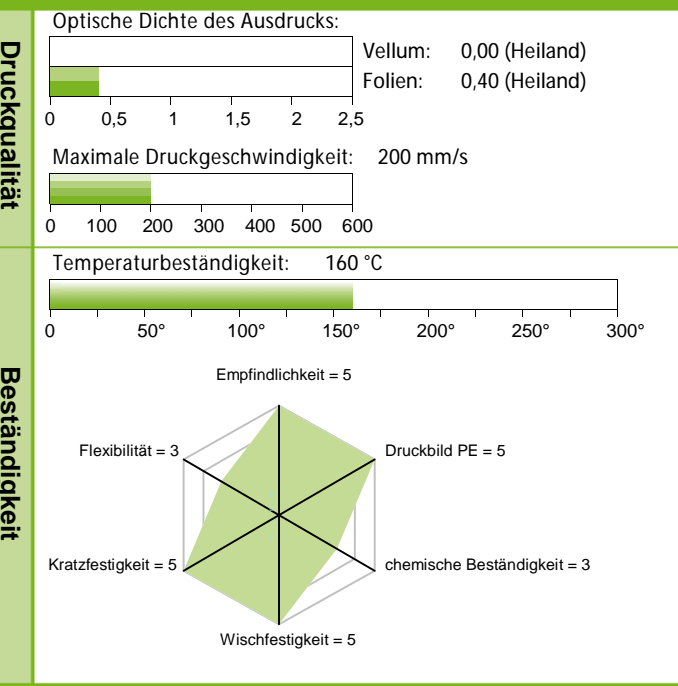 Druckqualität
Optische Dichte des Ausdrucks:
Vellum: 0,00 (Heiland)
Folien: 0,40 (Heiland)
0 0,5 1 1,5 2 2,5
Maximale Druckgeschwindigkeit: 200 mm/s
0 100 200 300 400 500 600
Beständigkeit
Temperaturbeständigkeit: 160 °C
0 50° 100° 150° 200° 250° 300°
Empfindlichkeit = 5
Flexibilität = 3
Druckbild PE = 5
Kratzfestigkeit = 5
chemische Beständigkeit = 3
Wischfestigkeit = 5